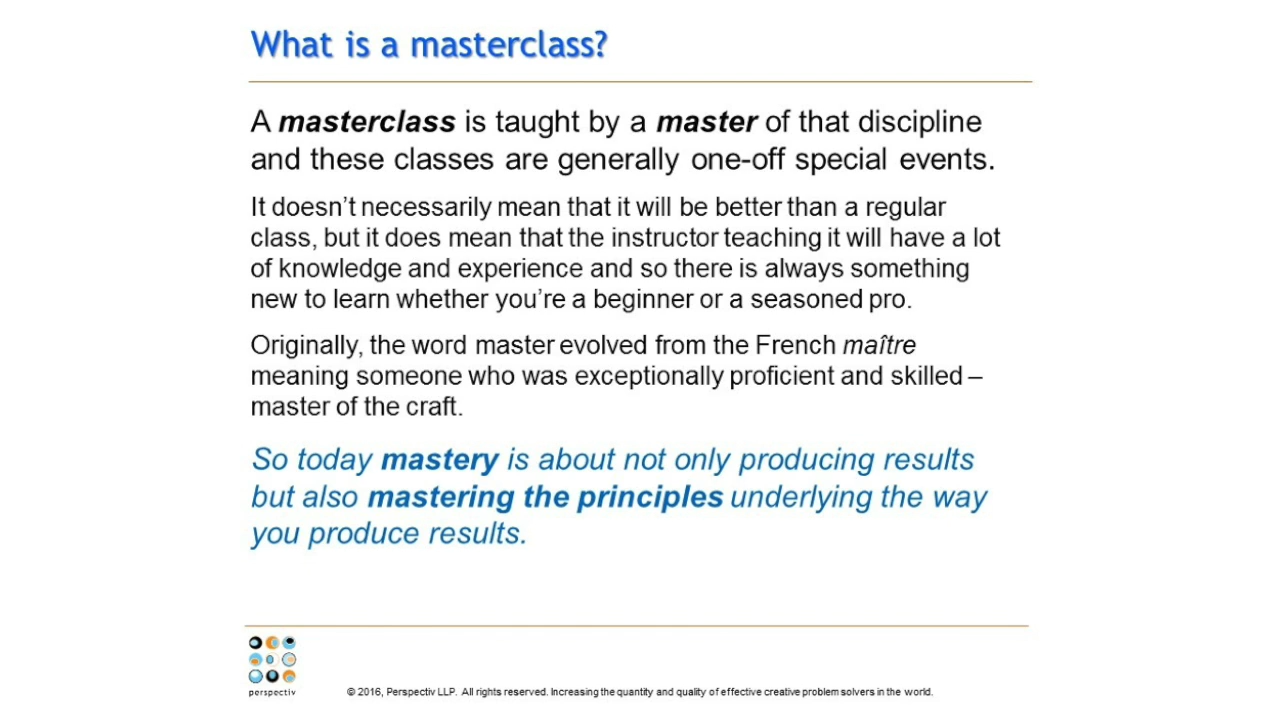 What is a masterclass?
A masterclass is taught by a master of that discipline
and these classes are generally one-off special events.
It doesn’t necessarily mean that it will be better than a regular
class, but it does mean that the instructor teaching it will have a lot
of knowledge and experience and so there is always something
new to learn whether you’re a beginner or a seasoned pro.
Originally, the word master evolved from the French maître
meaning someone who was exceptionally proficient and skilled –
master of the craft.
So today mastery is about not only producing results
but also mastering the principles underlying the way
you produce results.
perspectiv
© 2016, Perspectiv LLP. All rights reserved. Increasing the quantity and quality of effective creative problem solvers in the world.